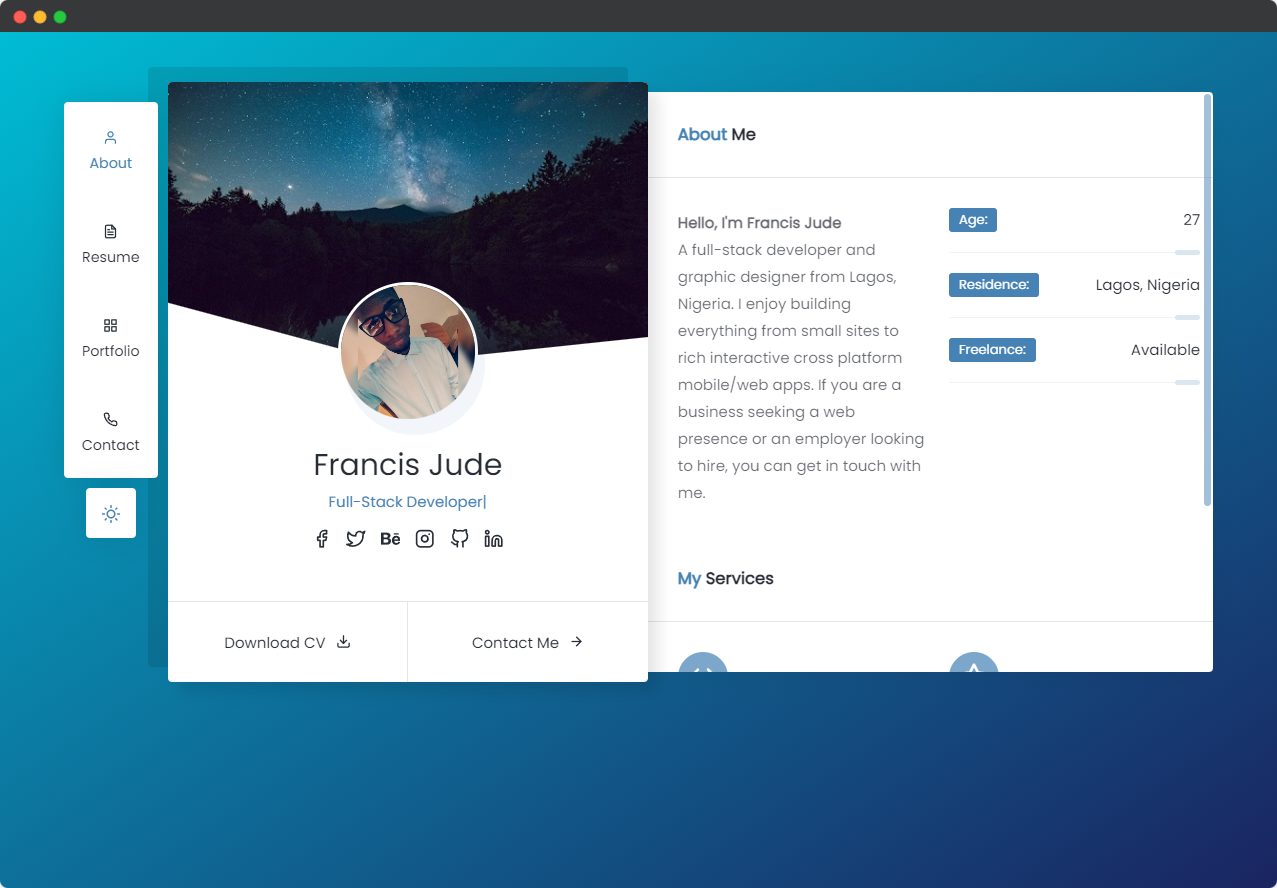 About
Resume
Portfolio
Contact
Francis Jude
Full-Stack Developer|
Bē
Download CV
Contact Me
About Me
Hello, I'm Francis Jude
A full-stack developer and
graphic designer from Lagos,
Nigeria. I enjoy building
everything from small sites to
rich interactive cross platform
mobile/web apps. If you are a
business seeking a web
presence or an employer looking
to hire, you can get in touch with
me.
Age: 27
Residence: Lagos, Nigeria
Freelance: Available
My Services